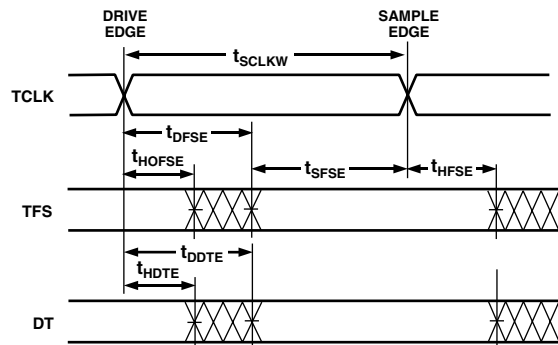 DRIVE EDGE
SAMPLE EDGE
tSCLKW
TCLK
tDFSE
tHOFSE
tSFSE
tHFSE
TFS
tDDTE
tHDTE
DT